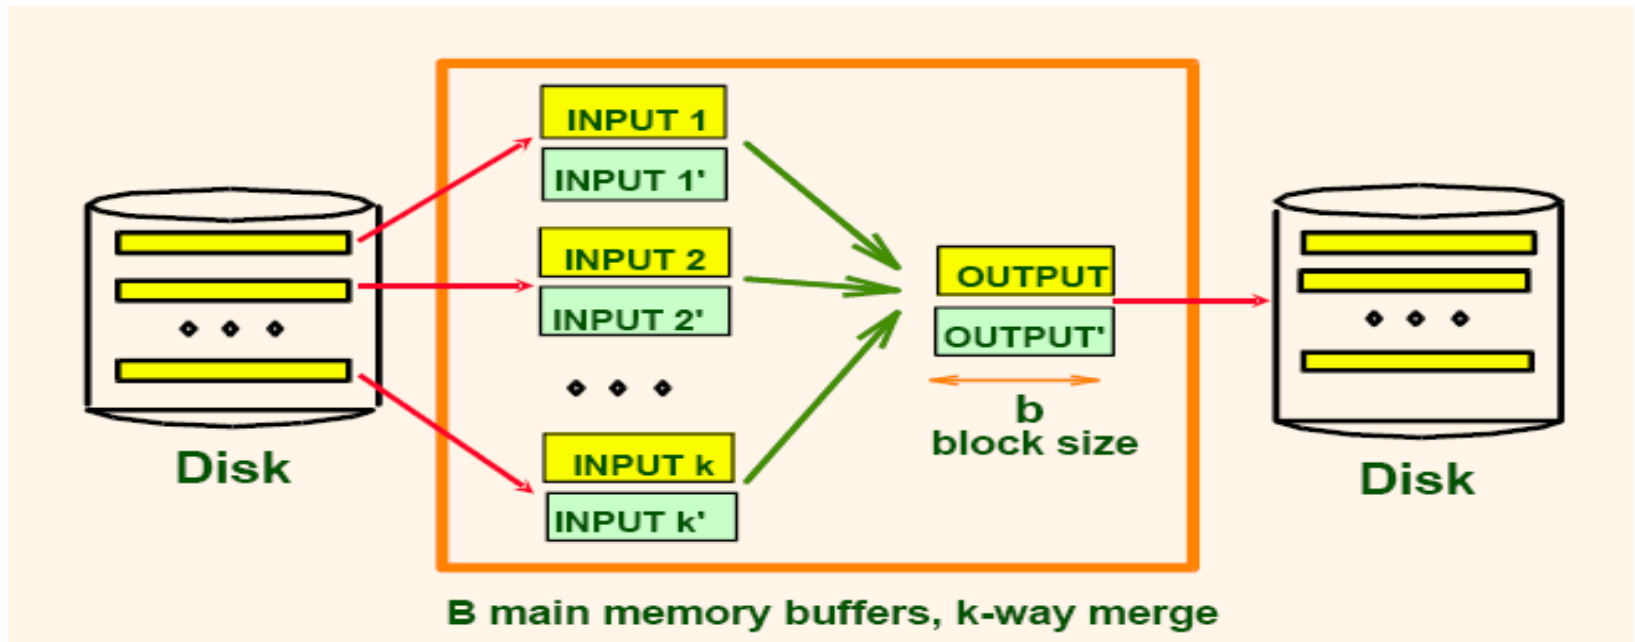 INPUT 1
INPUT 1'
INPUT 2
INPUT 2'
INPUT k
INPUT k'
OUTPUT
OUTPUT'
b
block size
Disk
Disk
B main memory buffers, k-way merge